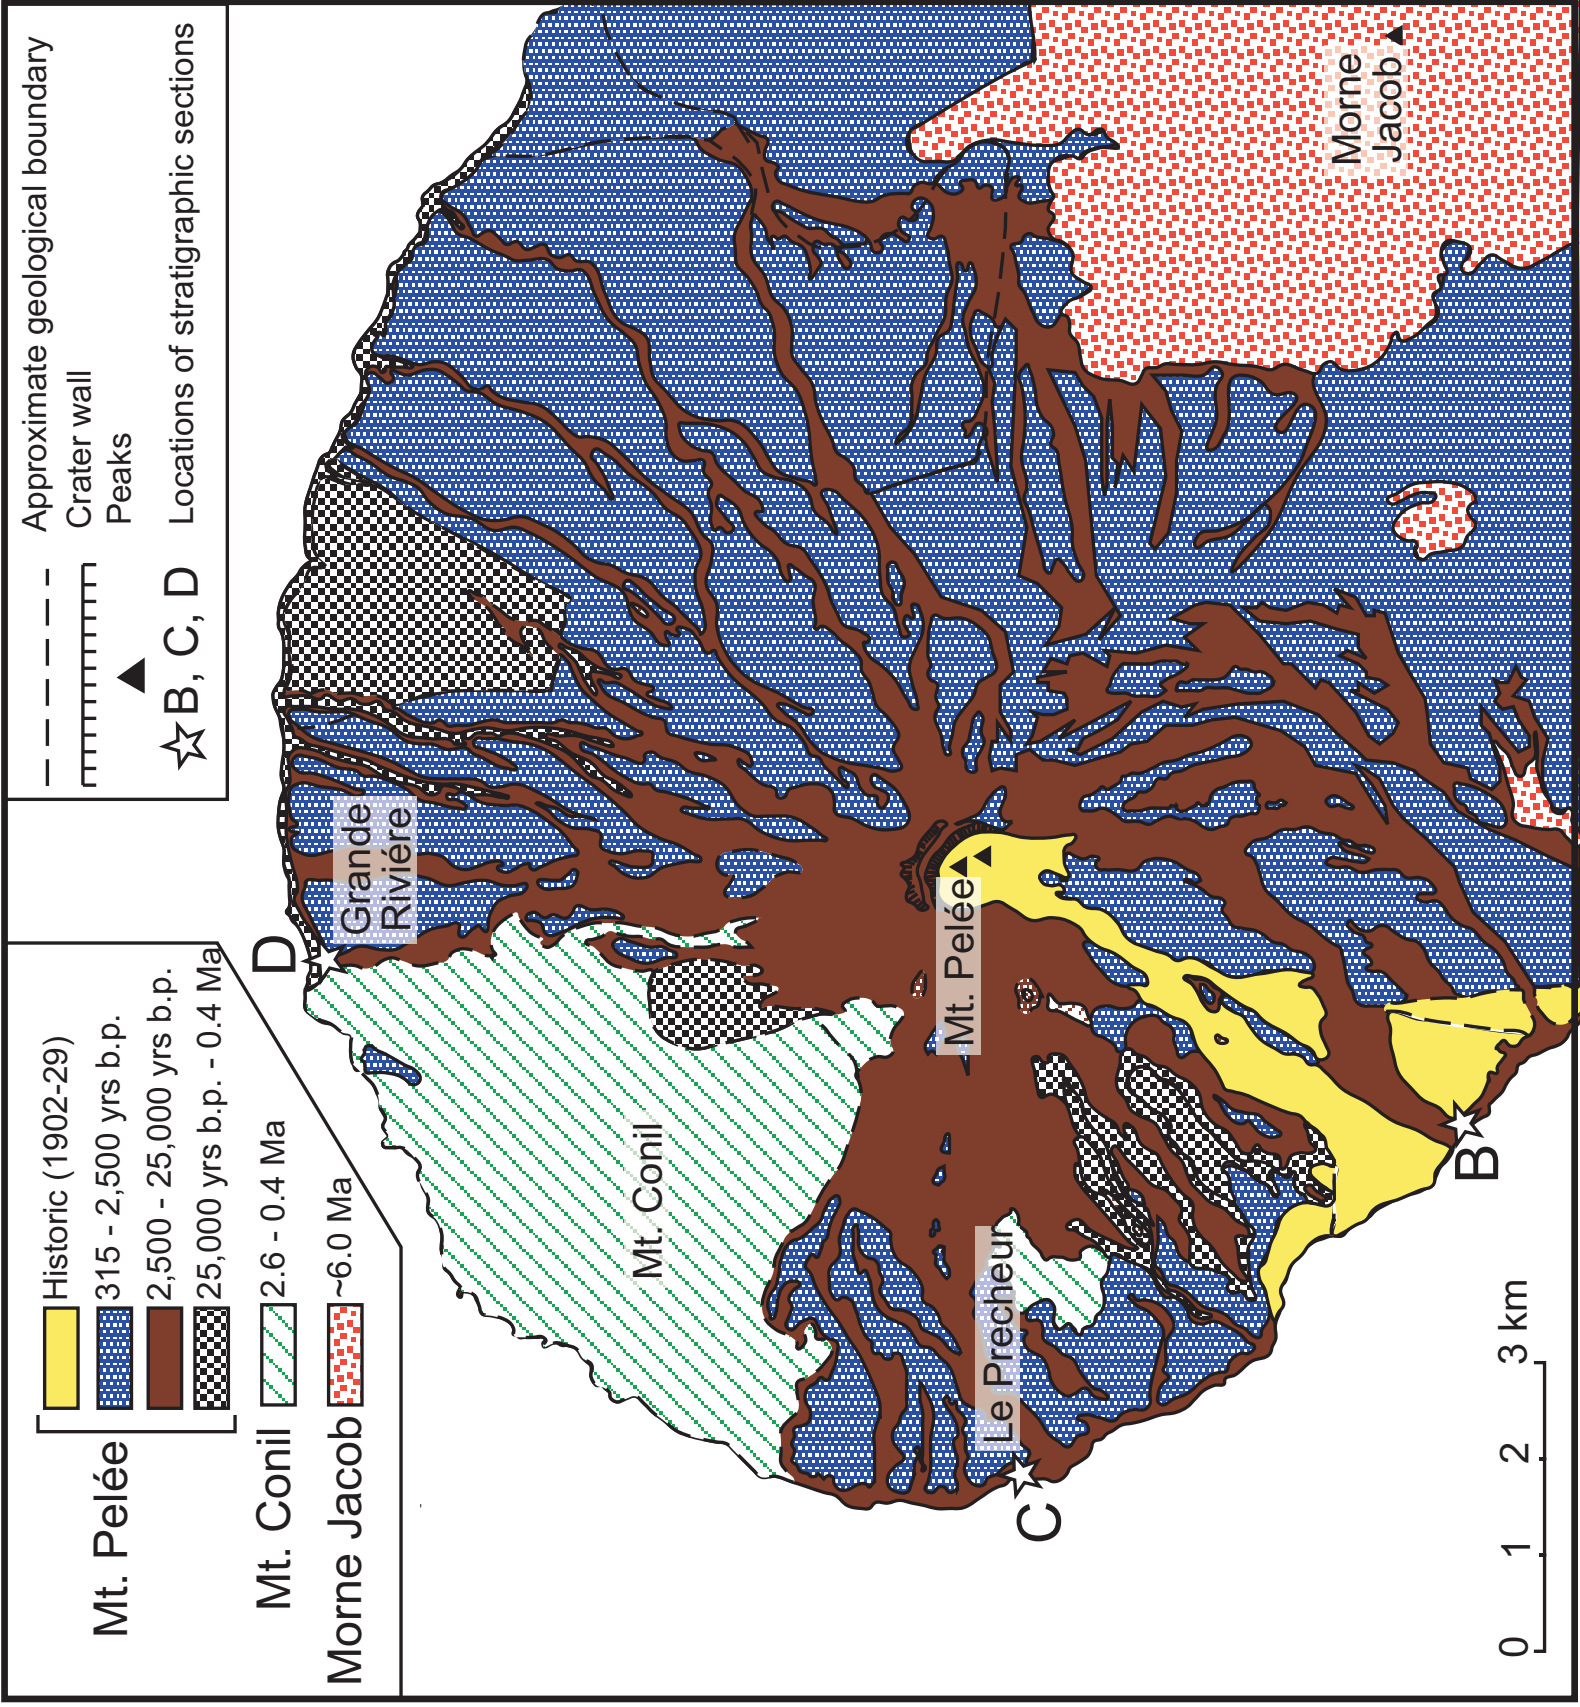 Mt. Pelée
Historic (1902-29)
315 - 2,500 yrs b.p.
2,500 - 25,000 yrs b.p.
25,000 yrs b.p. - 0.4 Ma
Mt. Conil
2.6 - 0.4 Ma
Morne Jacob
~6.0 Ma
Approximate geological boundary
Crater wall
Peaks
B, C, D
Locations of stratigraphic sections
D
Grande
Riviére
Mt. Conil
Mt. Pelée
Le Precheur
C
B
Morne
Jacob
0 1 2 3 km